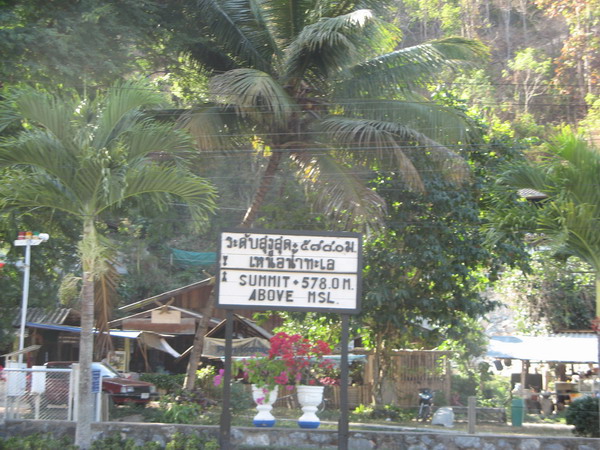 ระดับสูงสุด+๕๗๘.๐ ม.
เหนือน้ำทะเล
SUMMIT + 578.0 M.
ABOVE MSL.